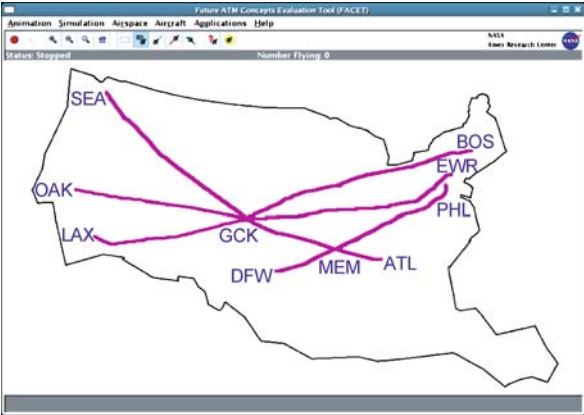 Future ATM Concepts Evaluation Tool (FACET)
Animation Simulation Airspace Aircraft Applications Help
NASA
Ames Research Center
Status: Stopped Number Flying: 0
SEA
BOS
EWR
OAK
PHL
LAX
GCK
DFW MEM ATL